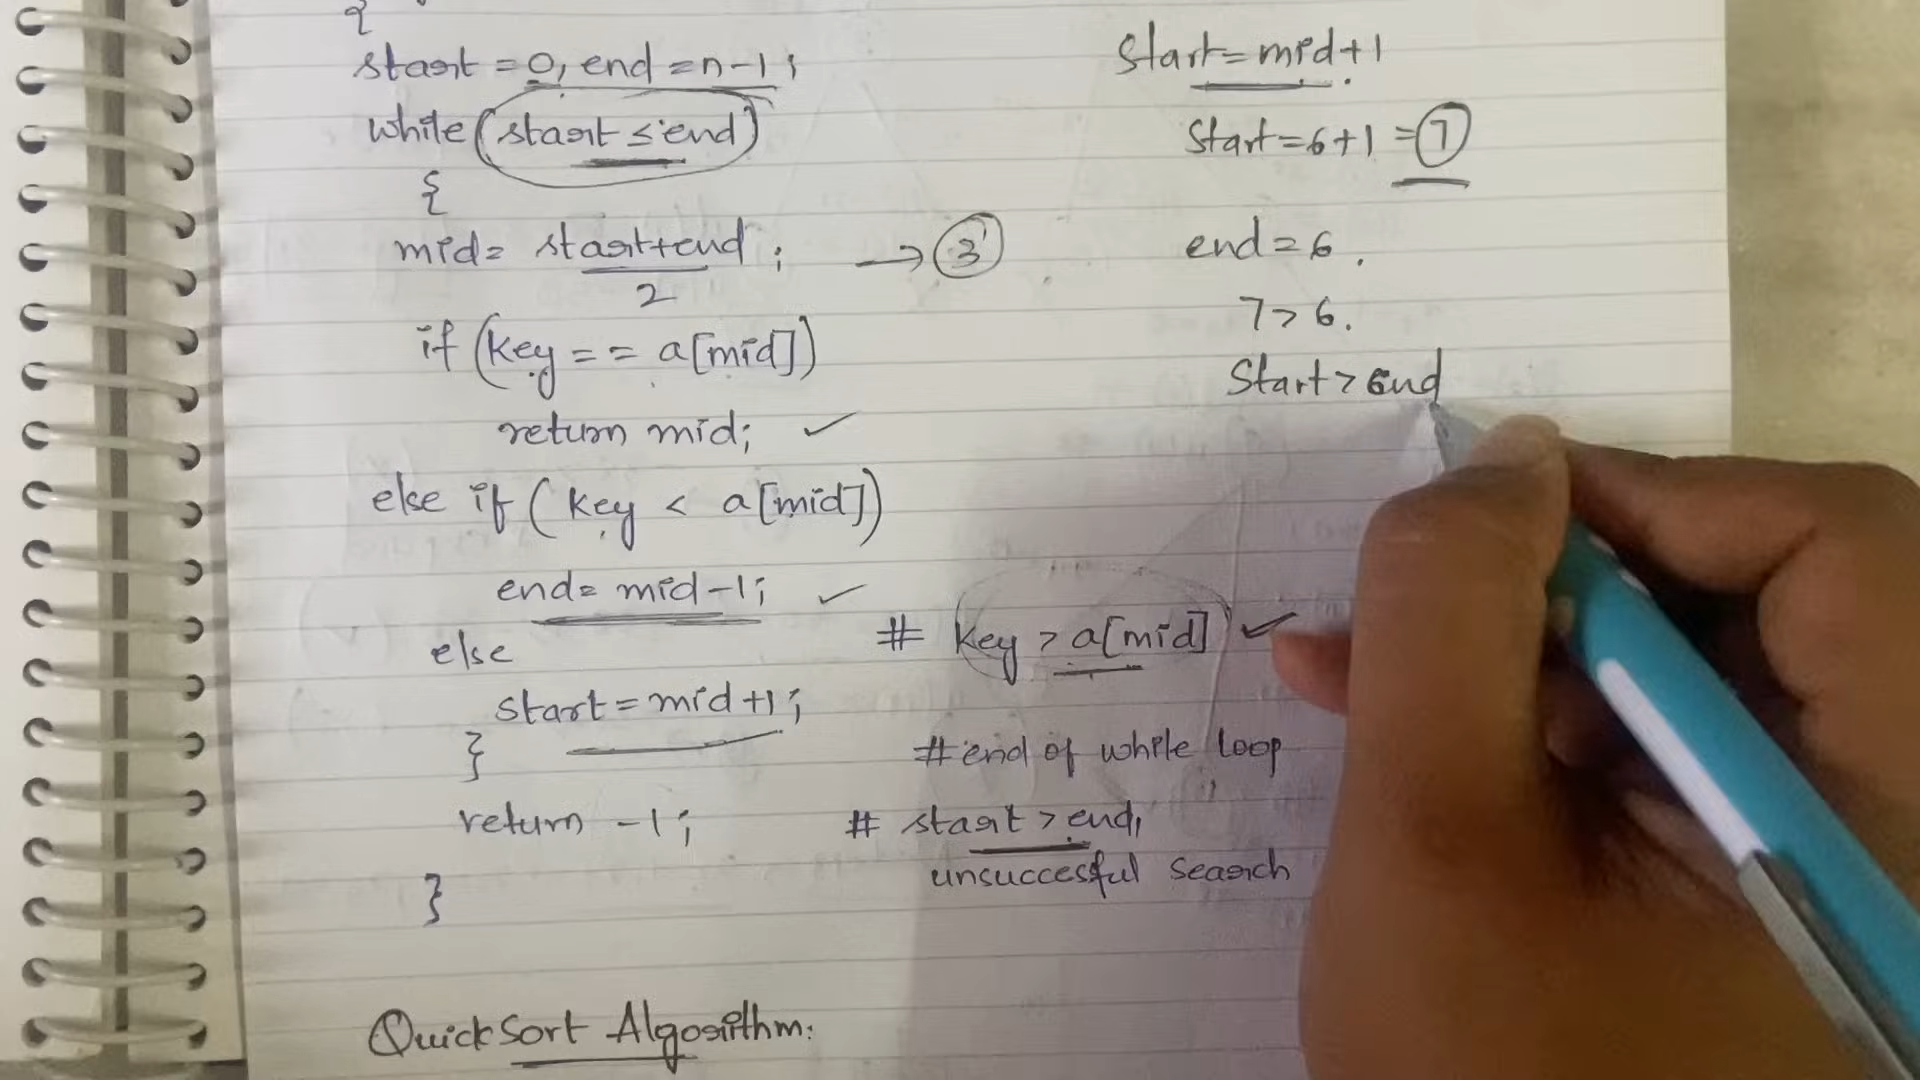 {
start = 0, end = n-1;
while (start ≤ end)
{
mid = start+end ; → 3
2
if (key == a[mid])
return mid; ✓
else if (key < a[mid])
end = mid-1; ✓
else # key > a[mid] ✓
start = mid+1;
} # end of while loop
return -1; # start > end,
unsuccesful search
}
QuickSort Algorithm:
Start = mid+1
Start = 6+1 = 7
end = 6.
7 > 6.
Start > end